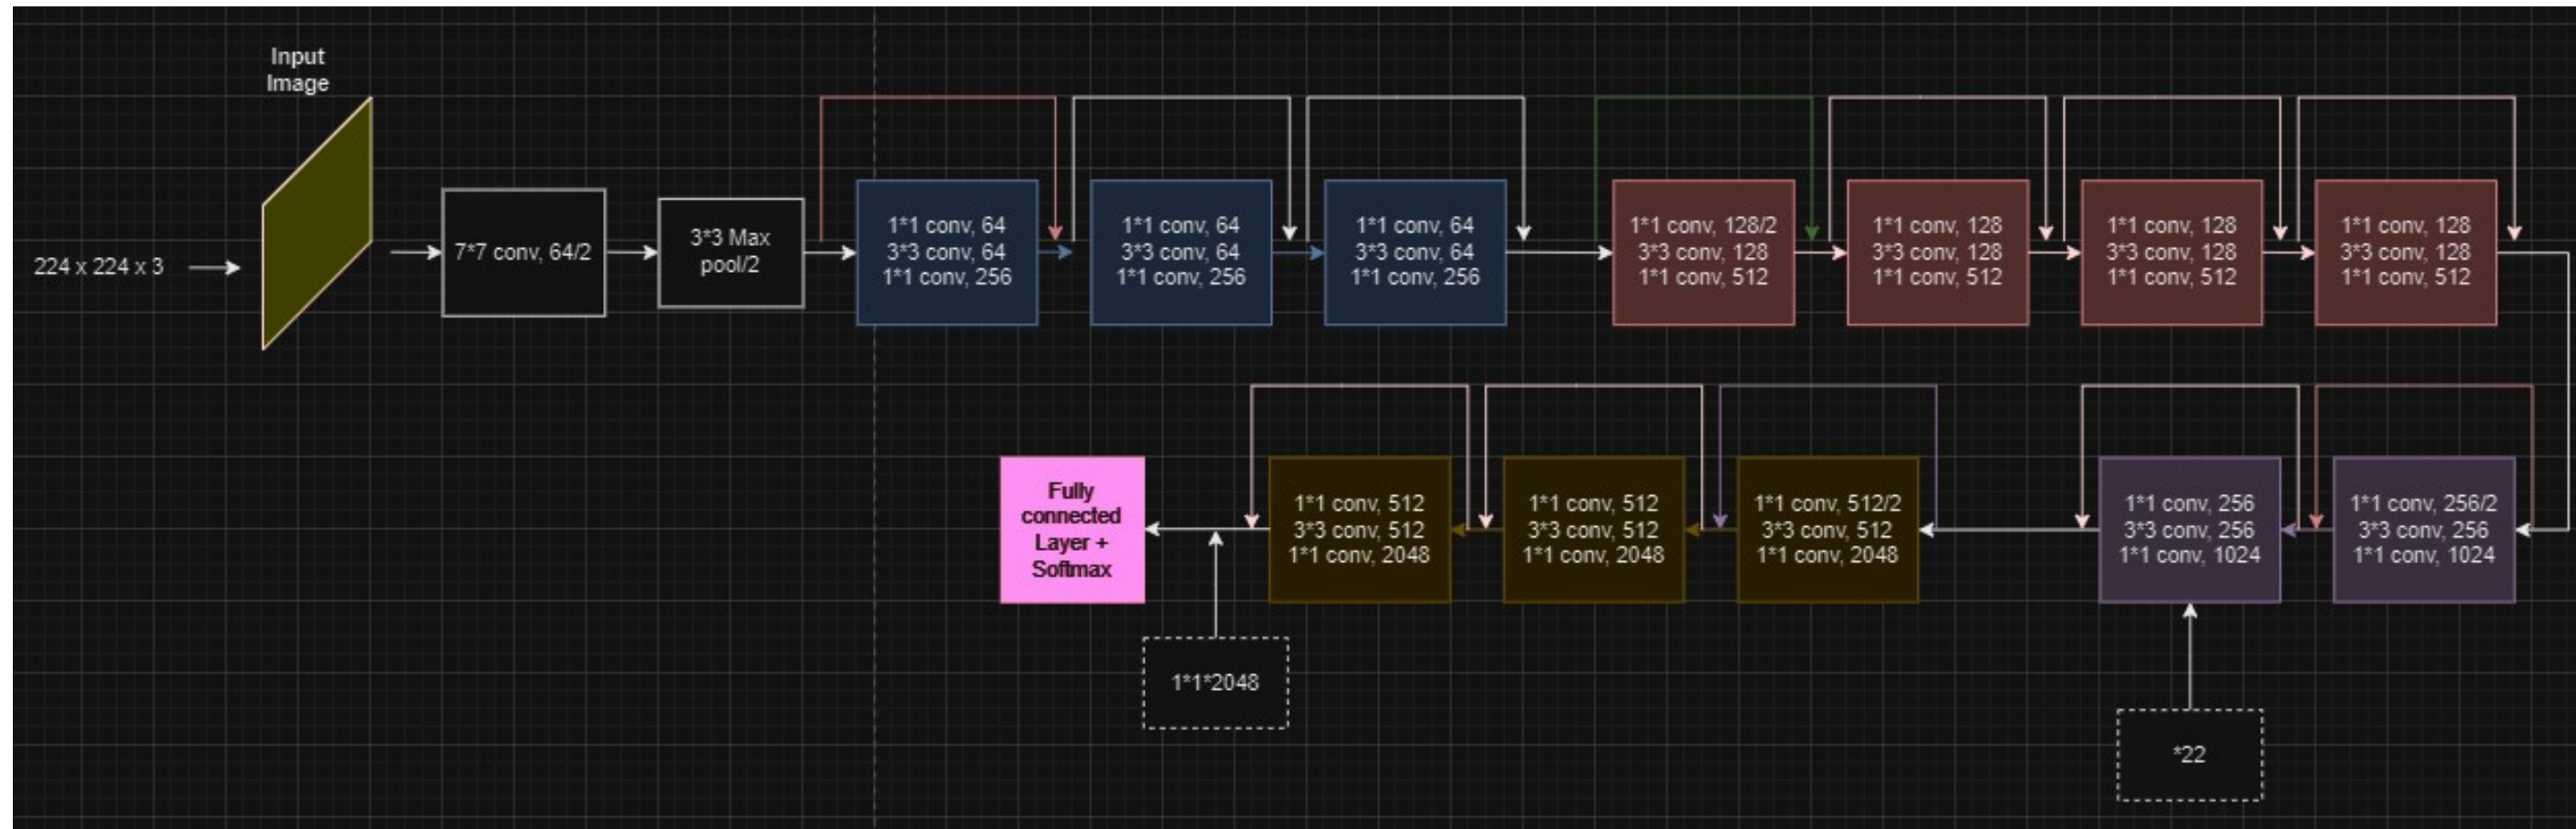 Input
Image
224 x 224 x 3
7*7 conv, 64/2
3*3 Max
pool/2
1*1 conv, 64
3*3 conv, 64
1*1 conv, 256
1*1 conv, 64
3*3 conv, 64
1*1 conv, 256
1*1 conv, 64
3*3 conv, 64
1*1 conv, 256
1*1 conv, 128/2
3*3 conv, 128
1*1 conv, 512
1*1 conv, 128
3*3 conv, 128
1*1 conv, 512
1*1 conv, 128
3*3 conv, 128
1*1 conv, 512
1*1 conv, 128
3*3 conv, 128
1*1 conv, 512
1*1 conv, 256/2
3*3 conv, 256
1*1 conv, 1024
1*1 conv, 256
3*3 conv, 256
1*1 conv, 1024
*22
1*1 conv, 512/2
3*3 conv, 512
1*1 conv, 2048
1*1 conv, 512
3*3 conv, 512
1*1 conv, 2048
1*1 conv, 512
3*3 conv, 512
1*1 conv, 2048
1*1*2048
Fully
connected
Layer +
Softmax